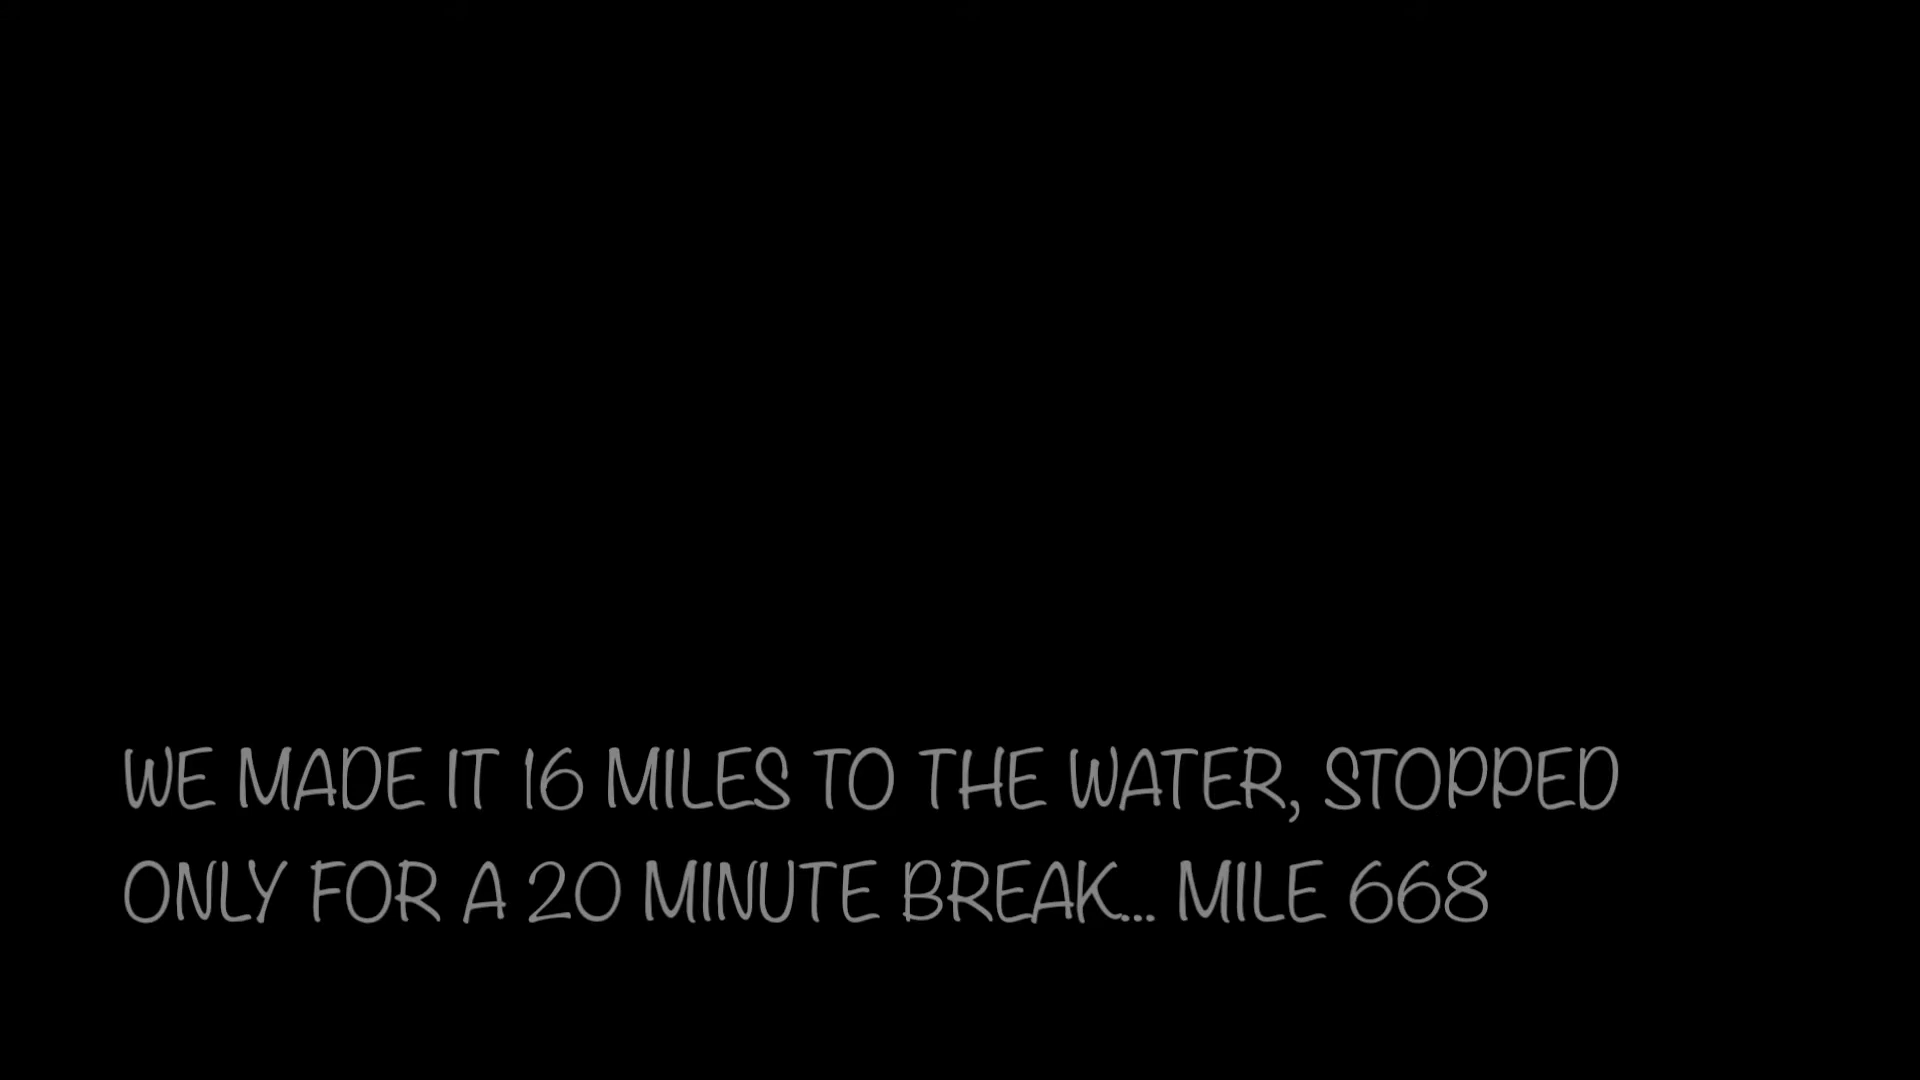 WE MADE IT 16 MILES TO THE WATER, STOPPED
ONLY FOR A 20 MINUTE BREAK... MILE 668